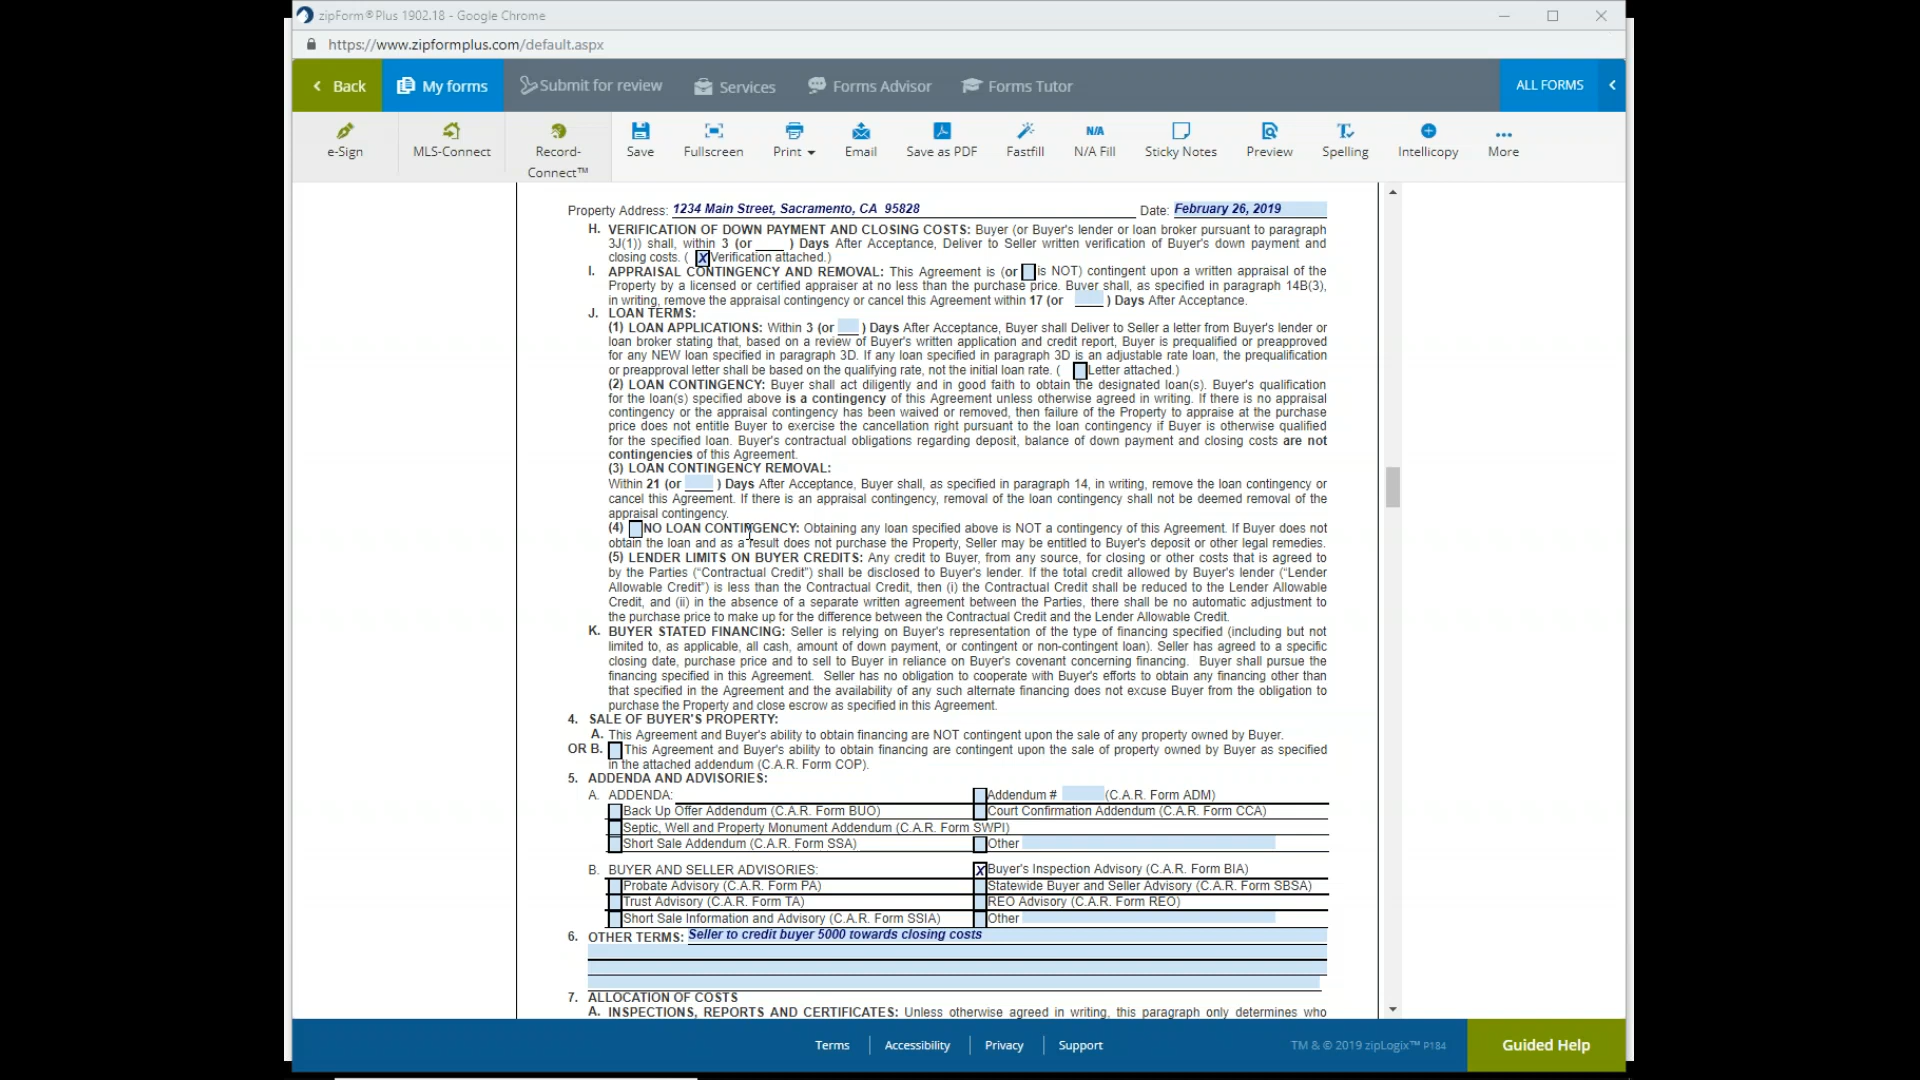 zipForm®Plus 1902.18 - Google Chrome
https://www.zipformplus.com/default.aspx
Back My forms Submit for review Services Forms Advisor Forms Tutor ALL FORMS
e-Sign MLS-Connect Record-Connect™ Save Fullscreen Print Email Save as PDF Fastfill N/A N/A Fill Sticky Notes Preview Spelling Intellicopy More
Property Address: 1234 Main Street, Sacramento, CA 95828 Date: February 26, 2019
H. VERIFICATION OF DOWN PAYMENT AND CLOSING COSTS: Buyer (or Buyer's lender or loan broker pursuant to paragraph
3J(1)) shall, within 3 (or ____ ) Days After Acceptance, Deliver to Seller written verification of Buyer's down payment and
closing costs. ( X Verification attached.)
I. APPRAISAL CONTINGENCY AND REMOVAL: This Agreement is (or is NOT) contingent upon a written appraisal of the
Property by a licensed or certified appraiser at no less than the purchase price. Buyer shall, as specified in paragraph 14B(3),
in writing, remove the appraisal contingency or cancel this Agreement within 17 (or ____ ) Days After Acceptance.
J. LOAN TERMS:
(1) LOAN APPLICATIONS: Within 3 (or ___ ) Days After Acceptance, Buyer shall Deliver to Seller a letter from Buyer's lender or
loan broker stating that, based on a review of Buyer's written application and credit report, Buyer is prequalified or preapproved
for any NEW loan specified in paragraph 3D. If any loan specified in paragraph 3D is an adjustable rate loan, the prequalification
or preapproval letter shall be based on the qualifying rate, not the initial loan rate. ( Letter attached.)
(2) LOAN CONTINGENCY: Buyer shall act diligently and in good faith to obtain the designated loan(s). Buyer's qualification
for the loan(s) specified above is a contingency of this Agreement unless otherwise agreed in writing. If there is no appraisal
contingency or the appraisal contingency has been waived or removed, then failure of the Property to appraise at the purchase
price does not entitle Buyer to exercise the cancellation right pursuant to the loan contingency if Buyer is otherwise qualified
for the specified loan. Buyer's contractual obligations regarding deposit, balance of down payment and closing costs are not
contingencies of this Agreement.
(3) LOAN CONTINGENCY REMOVAL:
Within 21 (or ____ ) Days After Acceptance, Buyer shall, as specified in paragraph 14, in writing, remove the loan contingency or
cancel this Agreement. If there is an appraisal contingency, removal of the loan contingency shall not be deemed removal of the
appraisal contingency.
(4) NO LOAN CONTINGENCY: Obtaining any loan specified above is NOT a contingency of this Agreement. If Buyer does not
obtain the loan and as a result does not purchase the Property, Seller may be entitled to Buyer's deposit or other legal remedies.
(5) LENDER LIMITS ON BUYER CREDITS: Any credit to Buyer, from any source, for closing or other costs that is agreed to
by the Parties (“Contractual Credit”) shall be disclosed to Buyer's lender. If the total credit allowed by Buyer's lender (“Lender
Allowable Credit”) is less than the Contractual Credit, then (i) the Contractual Credit shall be reduced to the Lender Allowable
Credit, and (ii) in the absence of a separate written agreement between the Parties, there shall be no automatic adjustment to
the purchase price to make up for the difference between the Contractual Credit and the Lender Allowable Credit.
K. BUYER STATED FINANCING: Seller is relying on Buyer's representation of the type of financing specified (including but not
limited to, as applicable, all cash, amount of down payment, or contingent or non-contingent loan). Seller has agreed to a specific
closing date, purchase price and to sell to Buyer in reliance on Buyer's covenant concerning financing. Buyer shall pursue the
financing specified in this Agreement. Seller has no obligation to cooperate with Buyer's efforts to obtain any financing other than
that specified in the Agreement and the availability of any such alternate financing does not excuse Buyer from the obligation to
purchase the Property and close escrow as specified in this Agreement.
4. SALE OF BUYER'S PROPERTY:
A. This Agreement and Buyer's ability to obtain financing are NOT contingent upon the sale of any property owned by Buyer.
OR B. This Agreement and Buyer's ability to obtain financing are contingent upon the sale of property owned by Buyer as specified
in the attached addendum (C.A.R. Form COP).
5. ADDENDA AND ADVISORIES:
A. ADDENDA: Addendum # (C.A.R. Form ADM)
Back Up Offer Addendum (C.A.R. Form BUO) Court Confirmation Addendum (C.A.R. Form CCA)
Septic, Well and Property Monument Addendum (C.A.R. Form SWPI)
Short Sale Addendum (C.A.R. Form SSA) Other
B. BUYER AND SELLER ADVISORIES: X Buyer's Inspection Advisory (C.A.R. Form BIA)
Probate Advisory (C.A.R. Form PA) Statewide Buyer and Seller Advisory (C.A.R. Form SBSA)
Trust Advisory (C.A.R. Form TA) REO Advisory (C.A.R. Form REO)
Short Sale Information and Advisory (C.A.R. Form SSIA) Other
6. OTHER TERMS: Seller to credit buyer 5000 towards closing costs
7. ALLOCATION OF COSTS
A. INSPECTIONS, REPORTS AND CERTIFICATES: Unless otherwise agreed in writing, this paragraph only determines who
Terms Accessibility Privacy Support TM & © 2019 zipLogix™ P184 Guided Help